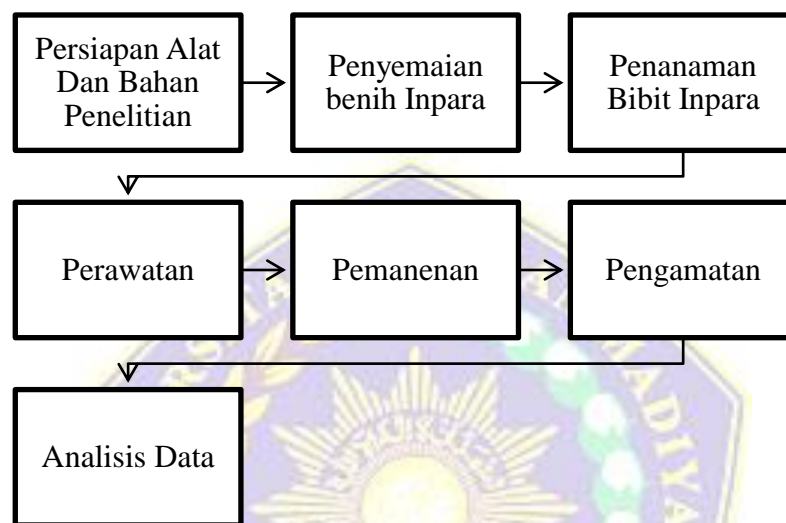 Persiapan Alat
Dan Bahan
Penelitian
Penyemaian
benih Inpara
Penanaman
Bibit Inpara
Perawatan
Pemanenan
Pengamatan
Analisis Data